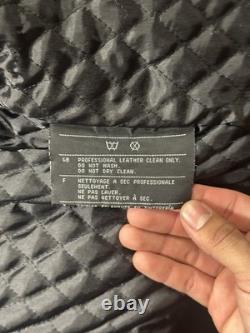 GB PROFESSIONAL LEATHER CLEAN ONLY.
DO NOT WASH.
DO NOT DRY CLEAN.
F NETTOYAGE A SEC PROFESSIONALE
SEULEMENT.
NE PAS LAVER.
NE PAS NETTOYER A SEC.